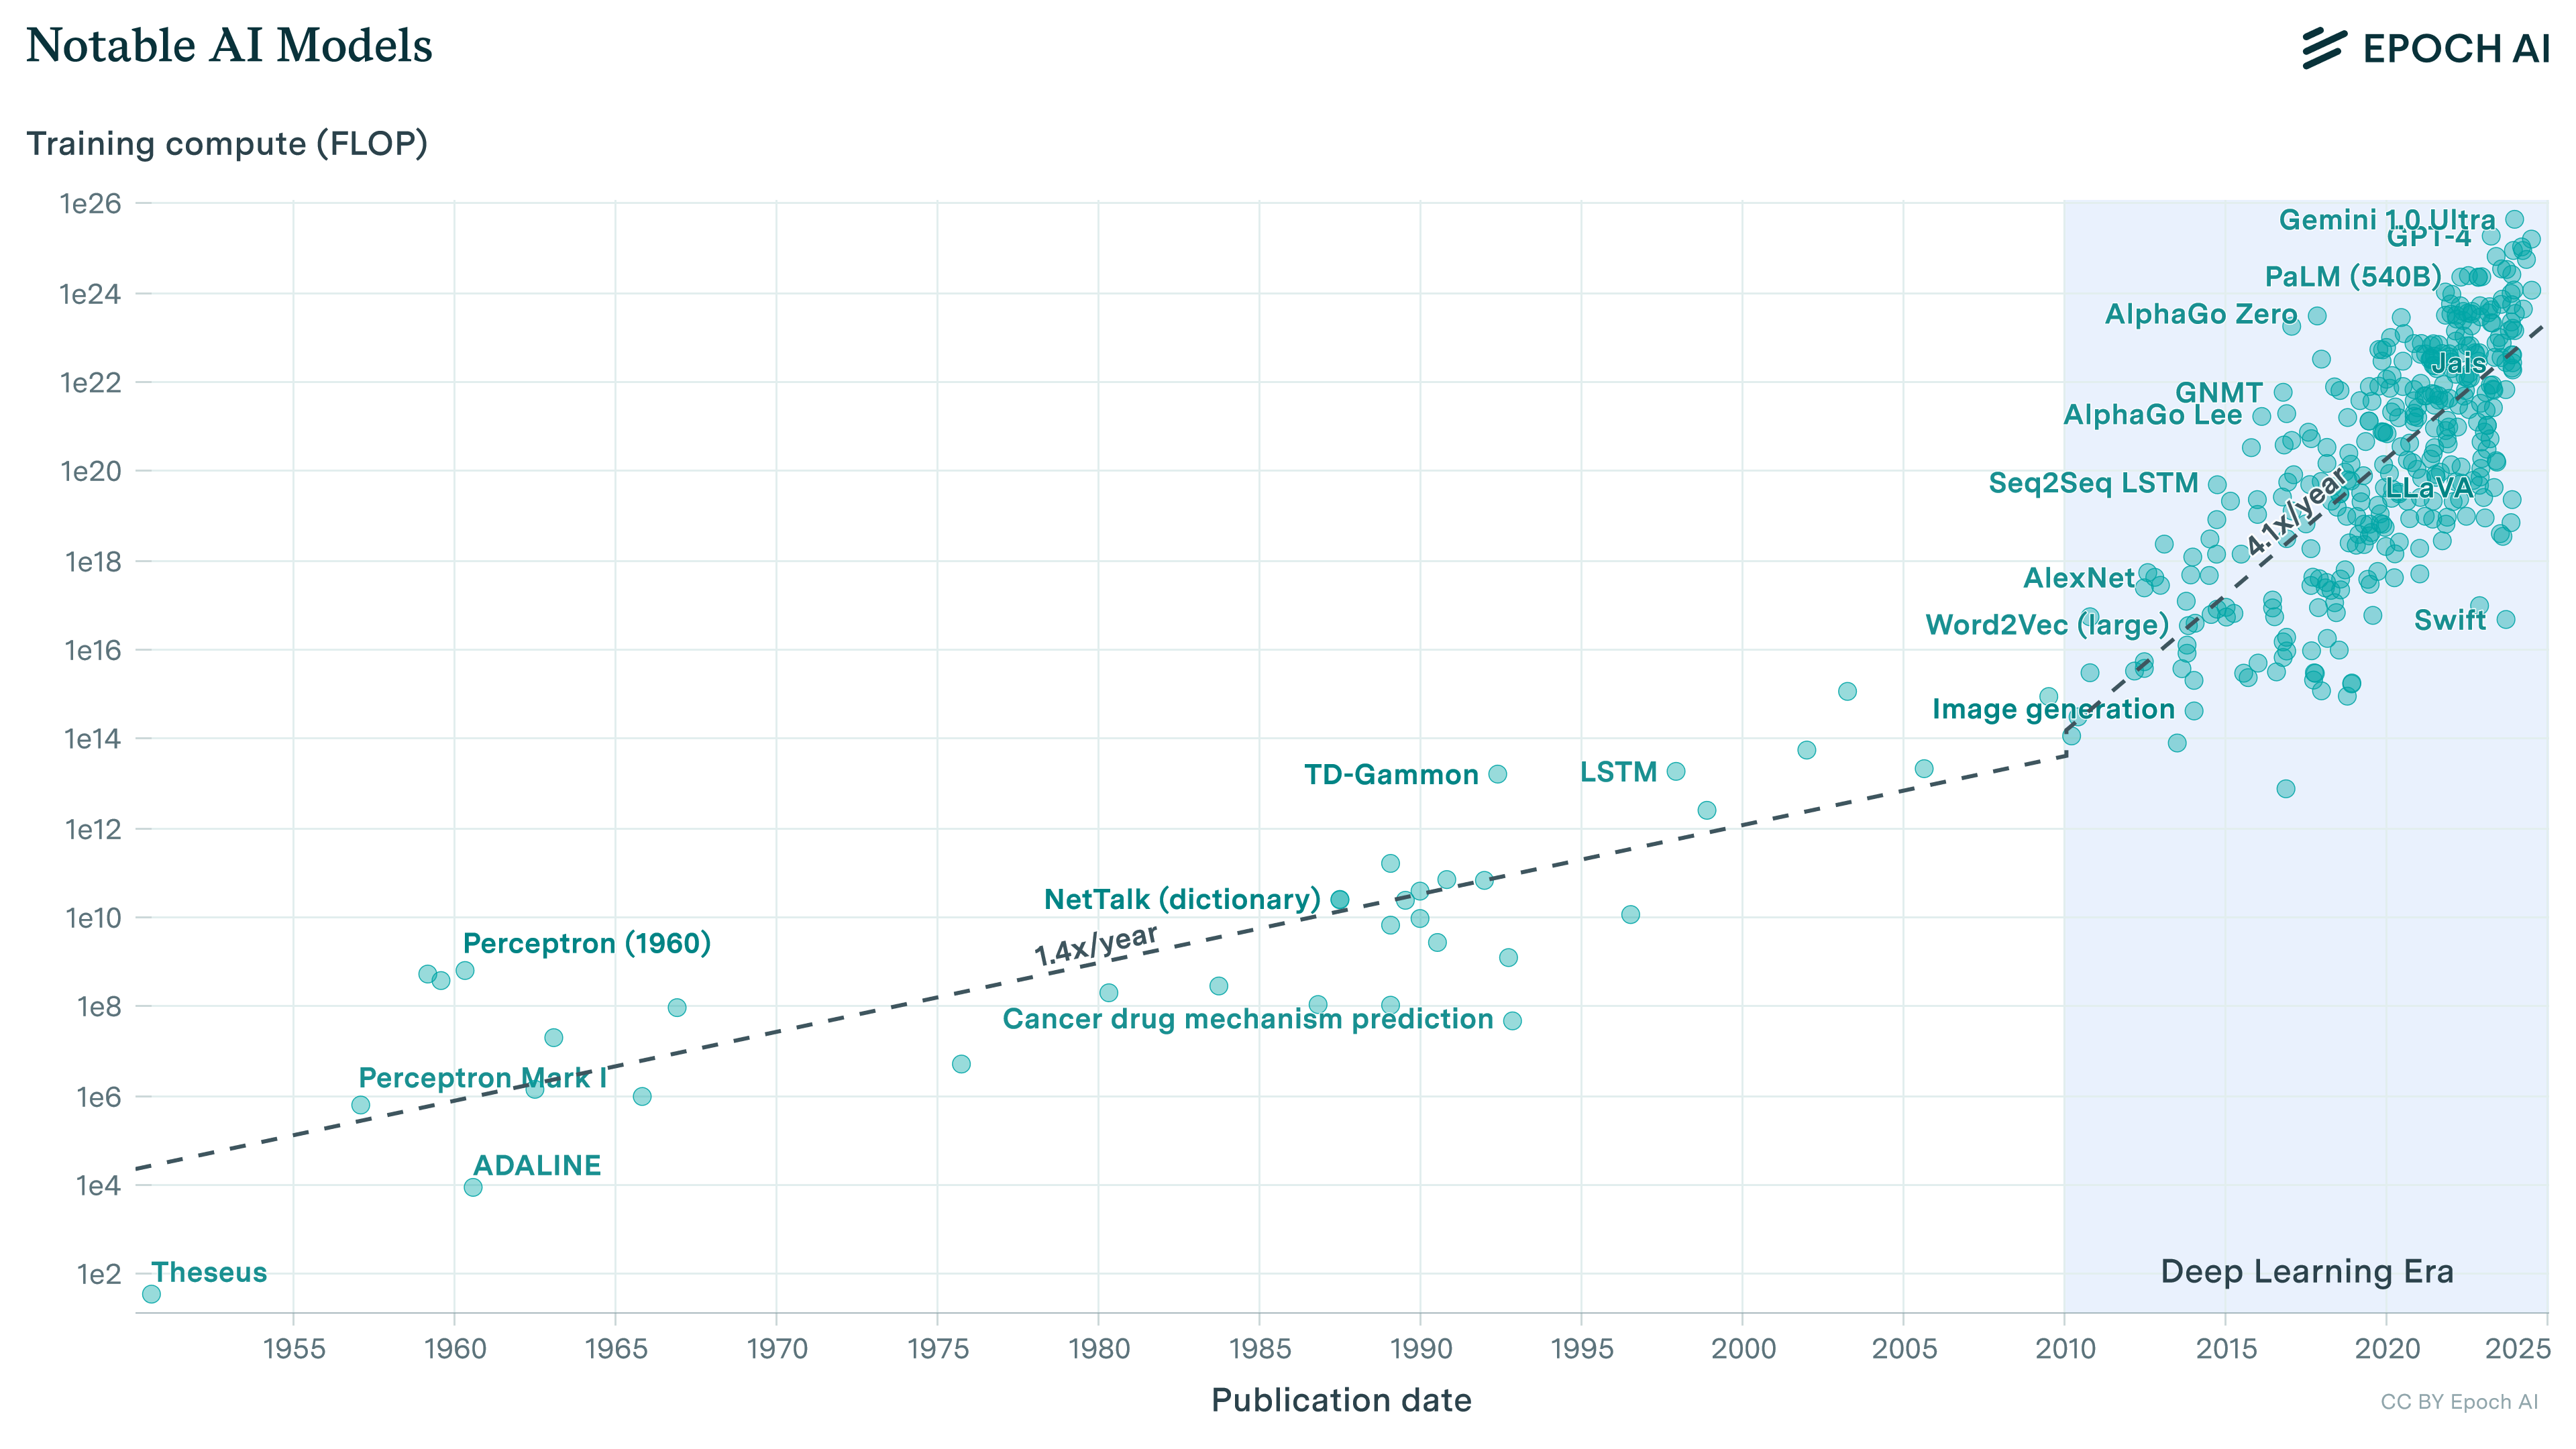 Notable AI Models
EPOCH AI
Training compute (FLOP)
1e26
1e24
1e22
1e20
1e18
1e16
1e14
1e12
1e10
1e8
1e6
1e4
1e2
Gemini 1.0 Ultra
GPT-4
PaLM (540B)
AlphaGo Zero
Jais
GNMT
AlphaGo Lee
Seq2Seq LSTM
LLaVA
4.1x/year
AlexNet
Swift
Word2Vec (large)
Image generation
TD-Gammon
LSTM
NetTalk (dictionary)
1.4x/year
Perceptron (1960)
Cancer drug mechanism prediction
Perceptron Mark I
ADALINE
Theseus
Deep Learning Era
1955
1960
1965
1970
1975
1980
1985
1990
1995
2000
2005
2010
2015
2020
2025
Publication date
CC BY Epoch AI